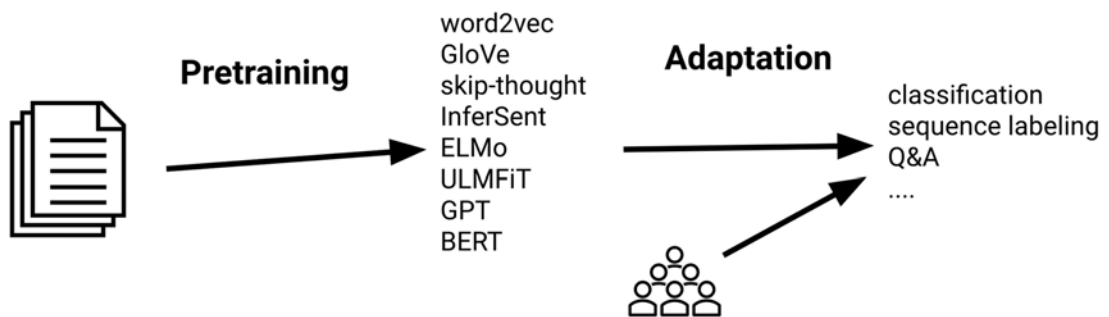 Pretraining
word2vec
GloVe
skip-thought
InferSent
ELMo
ULMFiT
GPT
BERT
Adaptation
classification
sequence labeling
Q&A
....